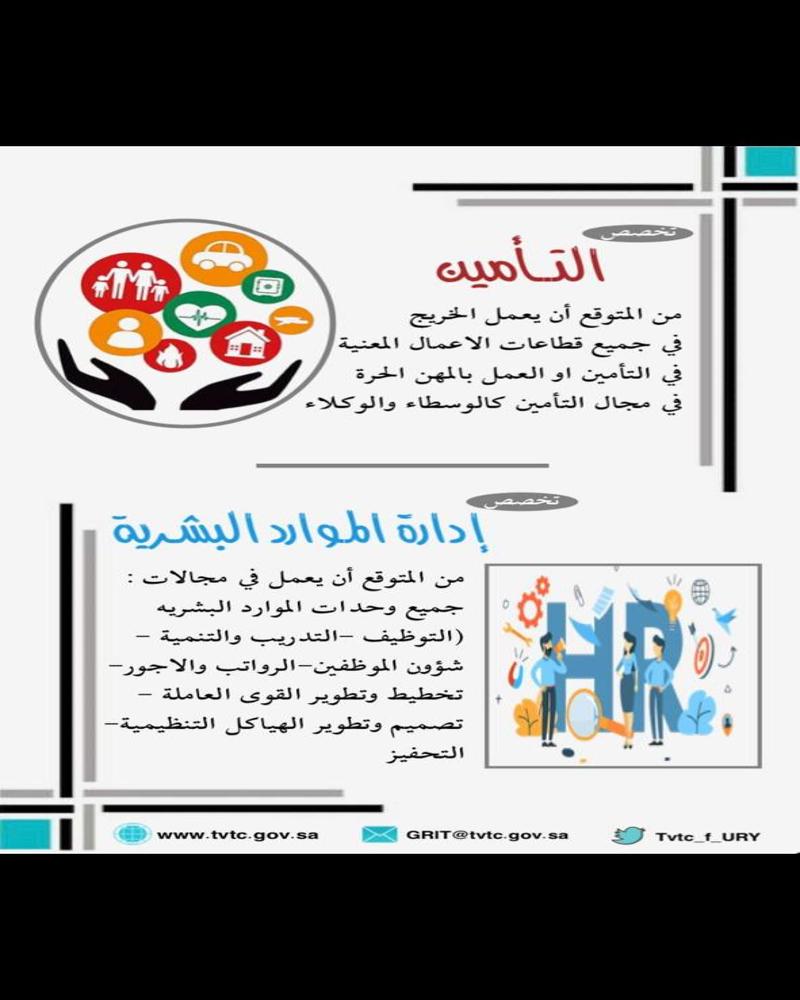 تخصص
التأمين
من المتوقع أن يعمل الخريج
في جميع قطاعات الاعمال المعنية
في التأمين او العمل بالمهن الحرة
في مجال التأمين كالوسطاء والوكلاء
تخصص
إدارة الموارد البشرية
من المتوقع أن يعمل في مجالات :
جميع وحدات الموارد البشريه
(التوظيف –التدريب والتنمية –
شؤون الموظفين–الرواتب والاجور–
تخطيط وتطوير القوى العاملة –
تصميم وتطوير الهياكل التنظيمية–
التحفيز
HR
www.tvtc.gov.sa GRIT@tvtc.gov.sa Tvtc_f_URY